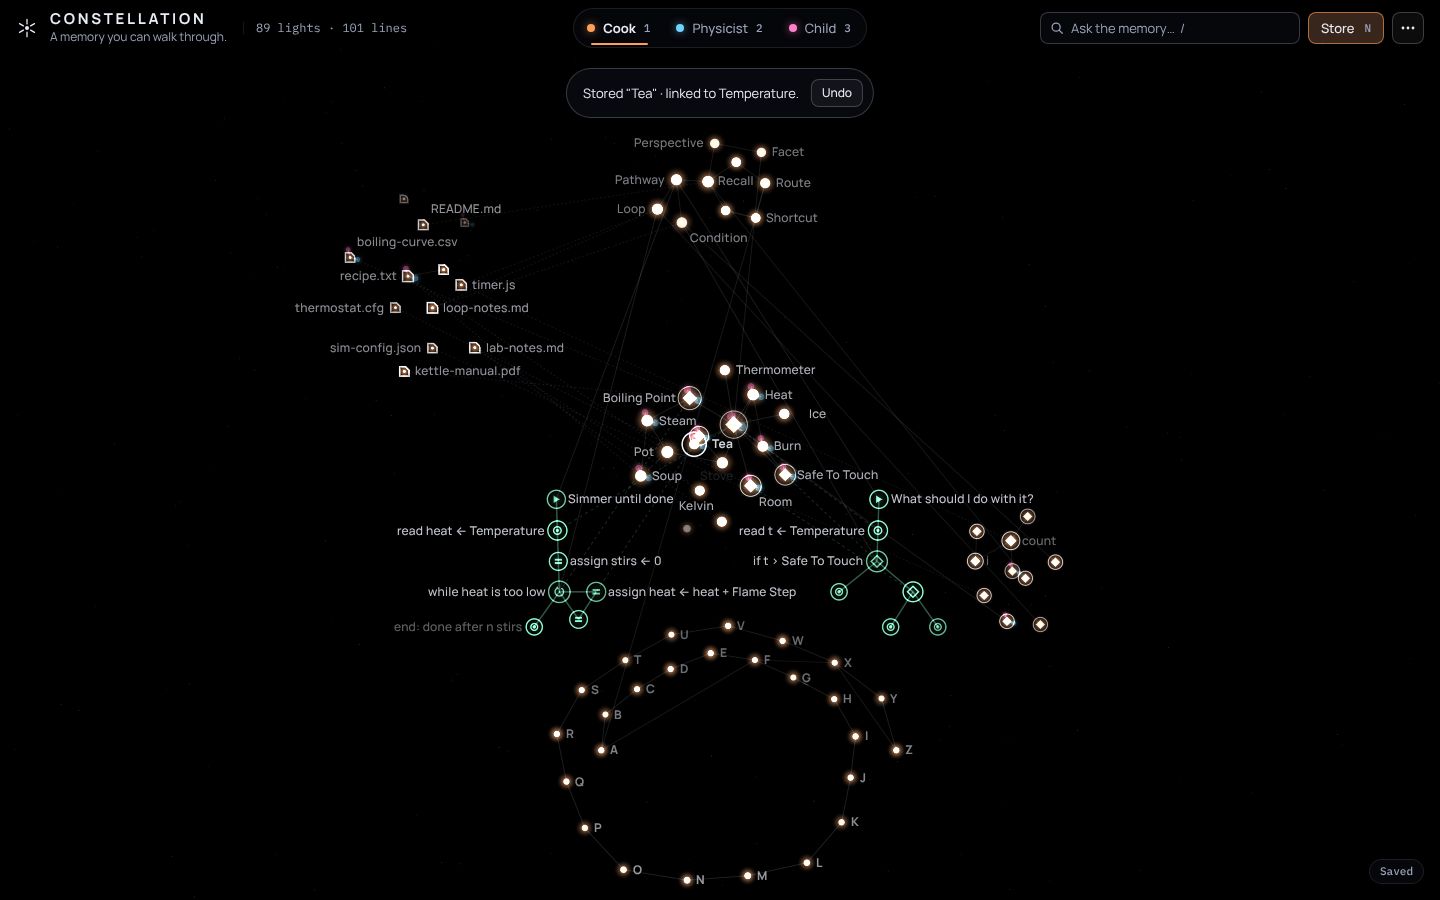 CONSTELLATION
A memory you can walk through.
89 lights · 101 lines
Cook 1
Physicist 2
Child 3
Ask the memory… /
Store N
Stored "Tea" · linked to Temperature.
Undo
Perspective
Facet
Pathway
Recall
Route
Loop
Shortcut
Condition
README.md
boiling-curve.csv
recipe.txt
timer.js
thermostat.cfg
loop-notes.md
sim-config.json
lab-notes.md
kettle-manual.pdf
Thermometer
Boiling Point
Heat
Ice
Steam
Tea
Burn
Pot
Soup
Stove
Safe To Touch
Kelvin
Room
Simmer until done
What should I do with it?
read heat ← Temperature
read t ← Temperature
assign stirs ← 0
if t > Safe To Touch
while heat is too low
assign heat ← heat + Flame Step
end: done after n stirs
count
i
U
V
W
T
D
E
F
X
S
C
G
H
Y
B
R
A
I
Z
Q
J
P
K
O
N
M
L
Saved